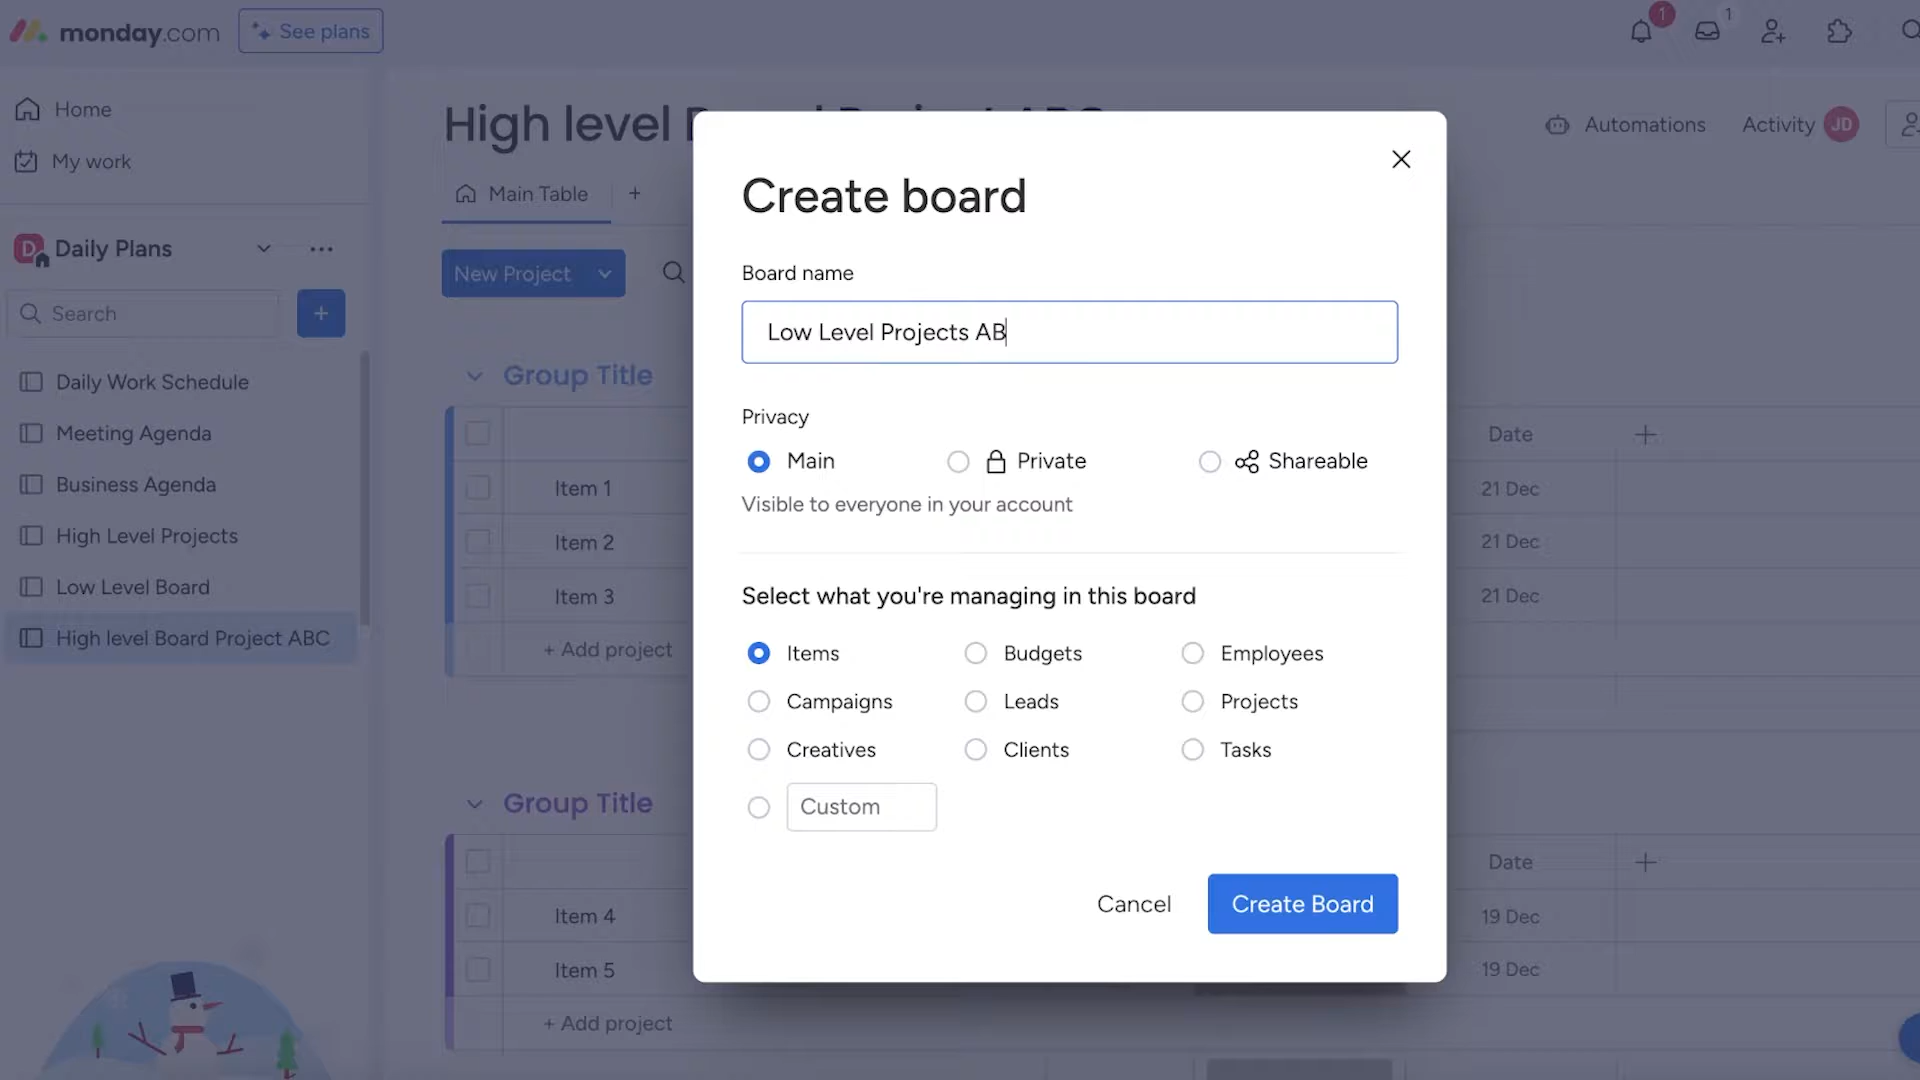 monday.com
See plans
1
1
Home
My work
High level Board Project ABC
Automations
Activity
JD
Main Table
+
D
Daily Plans
New Project
Search
+
Daily Work Schedule
Meeting Agenda
Business Agenda
High Level Projects
Low Level Board
High level Board Project ABC
Group Title
Date
+
Item 1
21 Dec
Item 2
21 Dec
Item 3
21 Dec
+ Add project
Group Title
Date
+
Item 4
19 Dec
Item 5
19 Dec
+ Add project
Create board
Board name
Low Level Projects AB
Privacy
Main
Private
Shareable
Visible to everyone in your account
Select what you're managing in this board
Items
Budgets
Employees
Campaigns
Leads
Projects
Creatives
Clients
Tasks
Custom
Cancel
Create Board